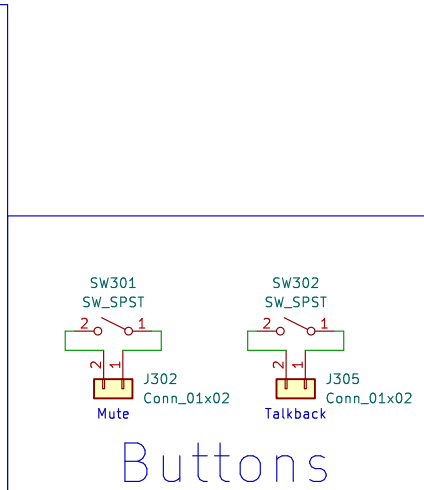 SW301
SW_SPST
2 1
2 1
J302
Conn_01x02
Mute
SW302
SW_SPST
2 1
2 1
J305
Conn_01x02
Talkback
Buttons